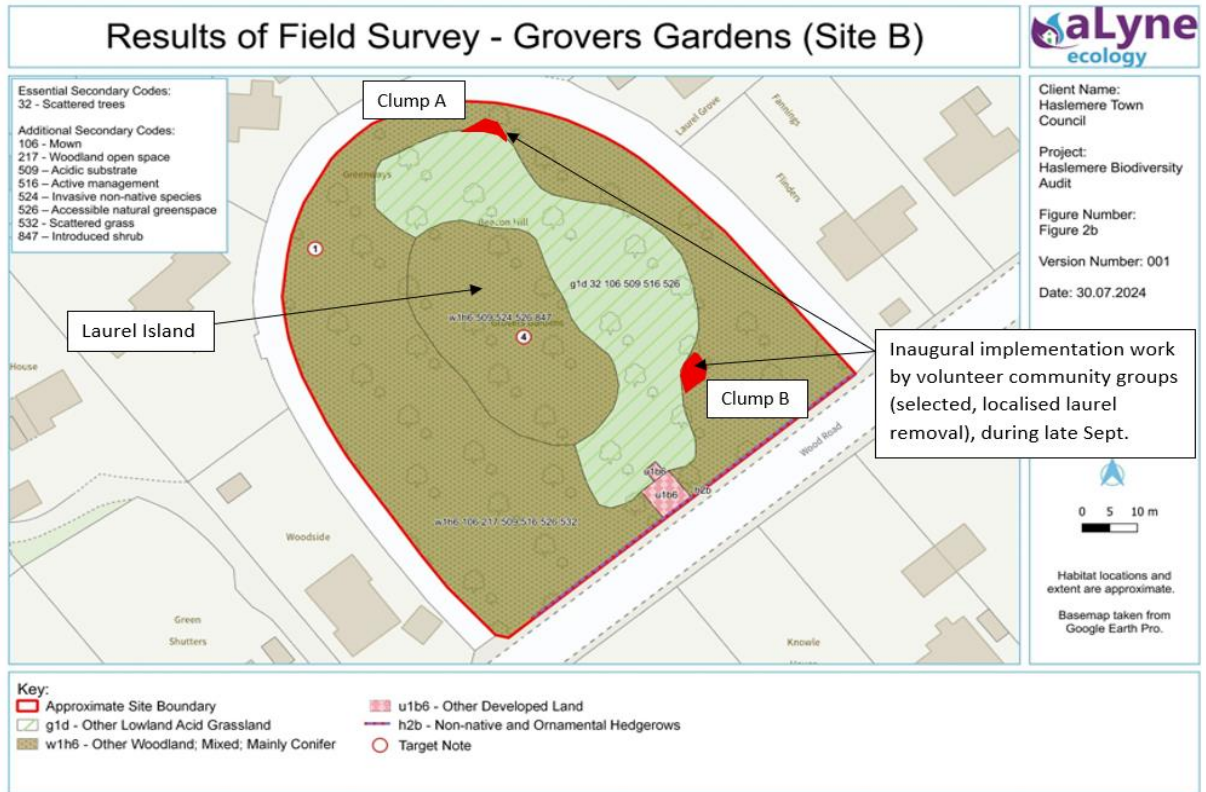 Results of Field Survey - Grovers Gardens (Site B)
aLyne
ecology
Essential Secondary Codes:
32 - Scattered trees
Additional Secondary Codes:
106 - Mown
217 - Woodland open space
509 – Acidic substrate
516 – Active management
524 – Invasive non-native species
526 – Accessible natural greenspace
532 - Scattered grass
847 – Introduced shrub
Clump A
Laurel Grove
Fannings
Flinders
Greenways
Beacon Hill
1
g1d 32 106 509 516 526
Laurel Island
w1h6 509 524 526 847
Grovers Gardens
4
House
Clump B
Inaugural implementation work
by volunteer community groups
(selected, localised laurel
removal), during late Sept.
Wood Road
u1b6
u1b6
h2b
w1h6 106 217 509 516 526 532
Woodside
Green
Shutters
Knowle
Client Name:
Haslemere Town
Council
Project:
Haslemere Biodiversity
Audit
Figure Number:
Figure 2b
Version Number: 001
Date: 30.07.2024
0 5 10 m
Habitat locations and
extent are approximate.
Basemap taken from
Google Earth Pro.
Key:
Approximate Site Boundary
g1d - Other Lowland Acid Grassland
w1h6 - Other Woodland; Mixed; Mainly Conifer
u1b6 - Other Developed Land
h2b - Non-native and Ornamental Hedgerows
Target Note